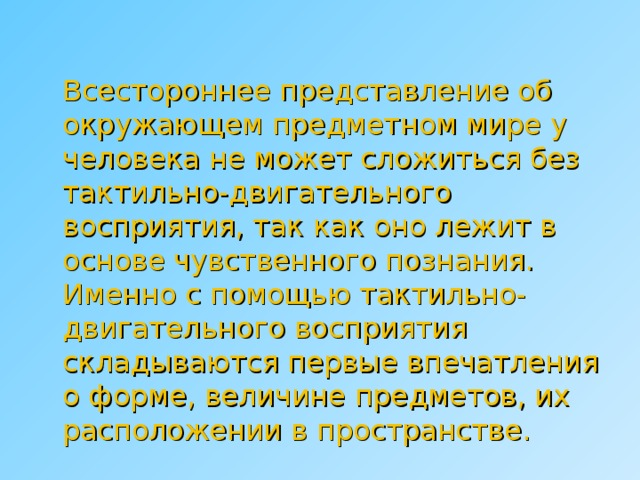 Всестороннее представление об
окружающем предметном мире у
человека не может сложиться без
тактильно-двигательного
восприятия, так как оно лежит в
основе чувственного познания.
Именно с помощью тактильно-
двигательного восприятия
складываются первые впечатления
о форме, величине предметов, их
расположении в пространстве.